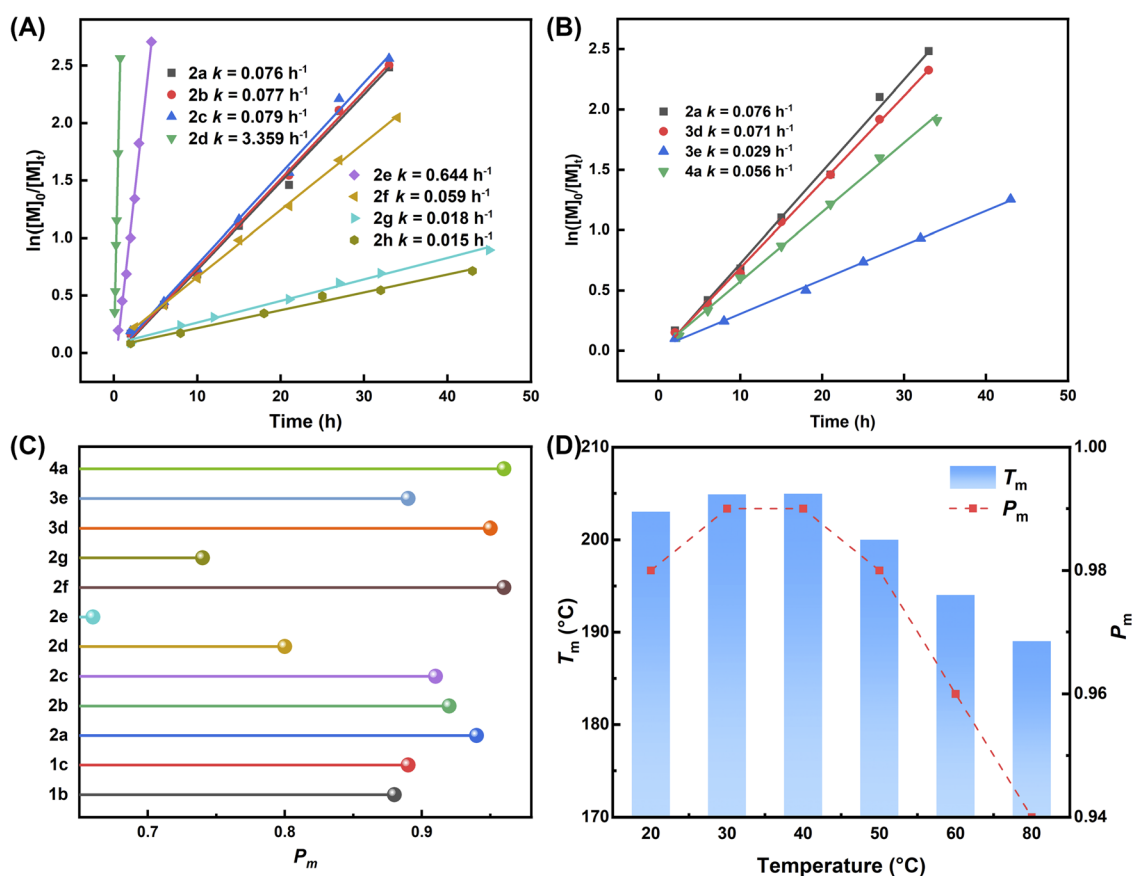 (A)
ln([M]₀/[M]ₜ)
2.5
2.0
1.5
1.0
0.5
0.0
2a k = 0.076 h⁻¹
2b k = 0.077 h⁻¹
2c k = 0.079 h⁻¹
2d k = 3.359 h⁻¹
2e k = 0.644 h⁻¹
2f k = 0.059 h⁻¹
2g k = 0.018 h⁻¹
2h k = 0.015 h⁻¹
0 10 20 30 40 50
Time (h)
(B)
ln([M]₀/[M]ₜ)
2.5
2.0
1.5
1.0
0.5
0.0
2a k = 0.076 h⁻¹
3d k = 0.071 h⁻¹
3e k = 0.029 h⁻¹
4a k = 0.056 h⁻¹
0 10 20 30 40 50
Time (h)
(C)
4a
3e
3d
2g
2f
2e
2d
2c
2b
2a
1c
1b
0.7 0.8 0.9
Pₘ
(D)
Tₘ (°C)
210
200
190
180
170
Tₘ
Pₘ
1.00
0.98
0.96
0.94
Pₘ
20 30 40 50 60 80
Temperature (°C)